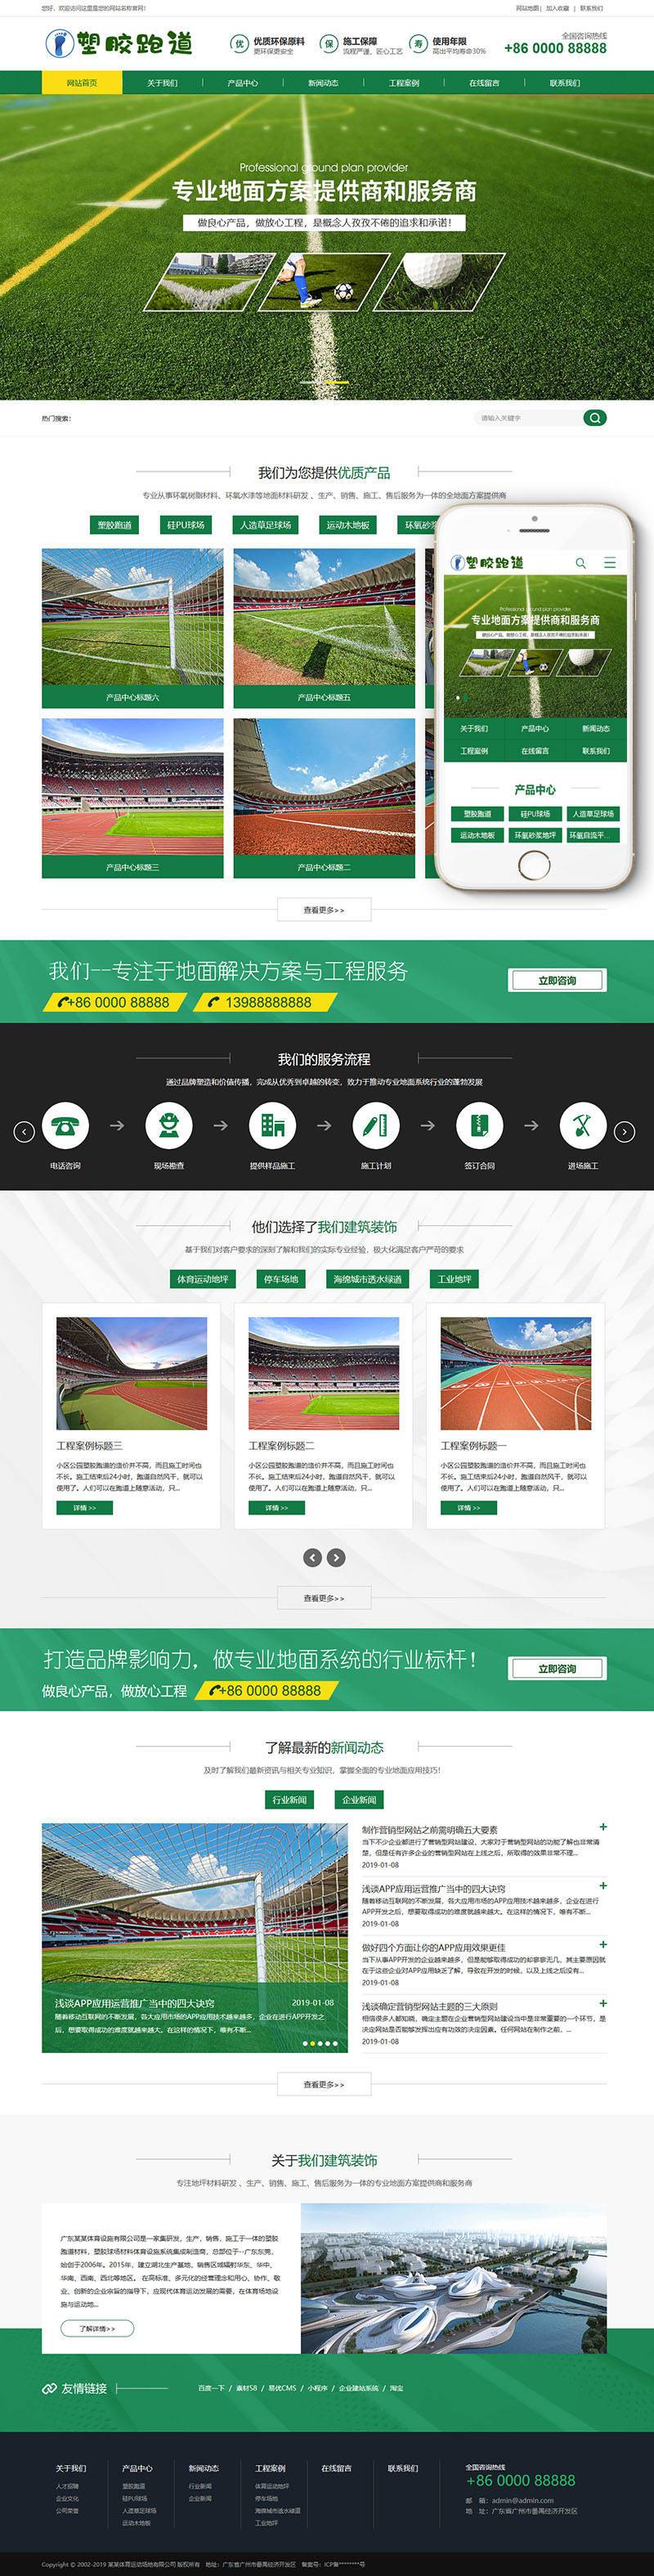 您好，欢迎访问这里是您的网站名称官网！
网站地图 | 加入收藏 | 联系我们
塑胶跑道
优 优质环保原料
更环保更安全
保 施工保障
流程严谨、匠心工艺
寿 使用年限
高出平均寿命30%
全国咨询热线
+86 0000 88888
网站首页 关于我们 产品中心 新闻动态 工程案例 在线留言 联系我们
Professional ground plan provider
专业地面方案提供商和服务商
做良心产品，做放心工程，是概念人孜孜不倦的追求和承诺！
热门搜索：
请输入关键字
我们为您提供优质产品
专业从事环氧树脂材料、环氧水漆等地面材料研发 、生产、销售、施工、售后服务为一体的全地面方案提供商
塑胶跑道 硅PU球场 人造草足球场 运动木地板 环氧砂浆
产品中心标题六 产品中心标题五
产品中心标题三 产品中心标题二
塑胶跑道
Professional ground plan provider
专业地面方案提供商和服务商
做良心产品，做放心工程，是概念人孜孜不倦的追求和承诺！
关于我们 产品中心 新闻动态
工程案例 在线留言 联系我们
产品中心
塑胶跑道 硅PU球场 人造草足球场
运动木地板 环氧砂浆地坪 环氧自流平...
查看更多>>
我们--专注于地面解决方案与工程服务
+86 0000 88888 13988888888
立即咨询
我们的服务流程
通过品牌塑造和价值传播，完成从优秀到卓越的转变，致力于推动专业地面系统行业的蓬勃发展
电话咨询 现场勘查 提供样品施工 施工计划 签订合同 进场施工
他们选择了我们建筑装饰
基于我们对客户要求的深刻了解和我们的实际专业经验，极大化满足客户严苛的要求
体育运动地坪 停车场地 海绵城市透水绿道 工业地坪
工程案例标题三
小区公园塑胶跑道的造价并不高，而且施工时间也
不长。施工结束后24小时，跑道自然风干，就可以
使用了。人们可以在跑道上随意活动，只...
详情 >>
工程案例标题二
小区公园塑胶跑道的造价并不高，而且施工时间也
不长。施工结束后24小时，跑道自然风干，就可以
使用了。人们可以在跑道上随意活动，只...
详情 >>
工程案例标题一
小区公园塑胶跑道的造价并不高，而且施工时间也
不长。施工结束后24小时，跑道自然风干，就可以
使用了。人们可以在跑道上随意活动，只...
详情 >>
查看更多>>
打造品牌影响力，做专业地面系统的行业标杆！
做良心产品，做放心工程 +86 0000 88888
立即咨询
了解最新的新闻动态
及时了解我们最新资讯与相关专业知识，掌握全面的专业地面应用技巧！
行业新闻 企业新闻
浅谈APP应用运营推广当中的四大诀窍 2019-01-08
随着移动互联网的不断发展，各大应用市场的APP应用技术越来越多，企业在进行APP开发之
后，想要取得成功的难度就越来越大。在这样的情况下，唯有不断...
制作营销型网站之前需明确五大要素
当下不少企业都进行了营销型网站建设，大家对于营销型网站的功能了解也非常清
楚，但是任有许多企业的营销型网站在上线之后，所取得的效果非常不理...
2019-01-08
浅谈APP应用运营推广当中的四大诀窍
随着移动互联网的不断发展，各大应用市场的APP应用技术越来越多，企业在进行
APP开发之后，想要取得成功的难度就越来越大。在这样的情况下，唯有不断...
2019-01-08
做好四个方面让你的APP应用效果更佳
当下从事APP开发的企业越来越多，但是能够取得成功的却寥寥无几，其主要原因就
在于这些企业对APP应用缺乏了解，导致在开发的时候，以及上线之后没有...
2019-01-08
浅谈确定营销型网站主题的三大原则
相信很多人都知晓，确定主题在企业营销型网站建设当中是非常重要的一个环节，是
决定网站是否能够发挥出应有功效的决定因素。任何网站在制作之前，...
2019-01-08
查看更多>>
关于我们建筑装饰
专注地坪材料研发 、生产、销售、施工、售后服务为一体的专业地面方案提供商和服务商
广东某某体育设施有限公司是一家集研发，生产，销售，施工于一体的塑胶
跑道材料，塑胶球场材料体育设施系统集成制造商，总部位于--广东东莞，
始创于2006年。2015年，建立湖北生产基地，销售区域辐射华东、华中、
华南、西南、西北等地区。 在高标准、多元化的经营理念和用心、协作、敬
业、创新的企业宗旨的指导下，应现代体育运动发展的需要，在体育场地设
施与运动地...
了解详情>>
友情链接
百度一下 / 素材58 / 易优CMS / 小程序 / 企业建站系统 / 淘宝
关于我们
人才招聘
企业文化
公司荣誉
产品中心
塑胶跑道
硅PU球场
人造草足球场
运动木地板
新闻动态
行业新闻
企业新闻
工程案例
体育运动地坪
停车场地
海绵城市透水绿道
工业地坪
在线留言
联系我们
全国咨询热线
+86 0000 88888
邮 箱：admin@admin.com
地 址：广东省广州市番禺经济开发区
Copyright © 2002-2019 某某体育运动场地有限公司 版权所有 地址：广东省广州市番禺经济开发区 备案号：ICP备********号